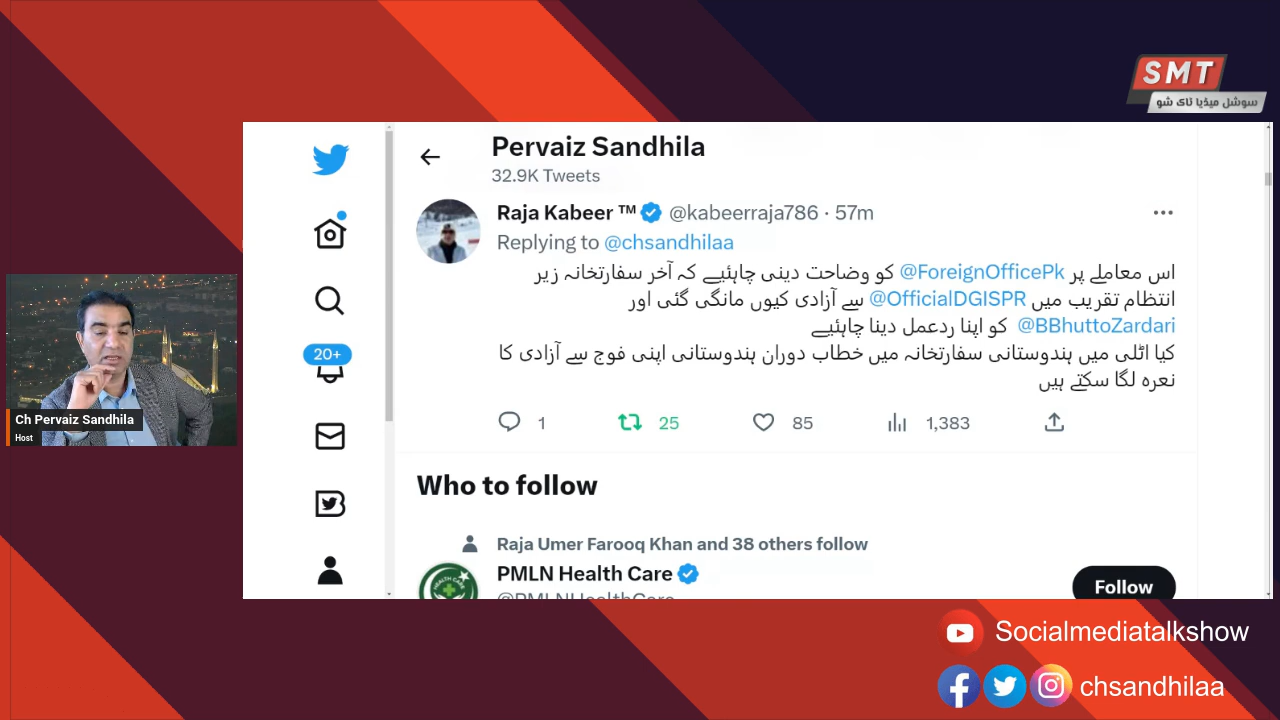 SMT
سوشل میڈیا ٹاک شو
Pervaiz Sandhila
32.9K Tweets
Raja Kabeer ™ @kabeerraja786 · 57m
Replying to @chsandhilaa
اس معاملے پر @ForeignOfficePk کو وضاحت دینی چاہئیے کہ آخر سفارتخانہ زیر
انتظام تقریب میں @OfficialDGISPR سے آزادی کیوں مانگی گئی اور
@BBhuttoZardari کو اپنا ردعمل دینا چاہئیے
کیا اٹلی میں ہندوستانی سفارتخانہ میں خطاب دوران ہندوستانی اپنی فوج سے آزادی کا
نعرہ لگا سکتے ہیں
1 25 85 1,383
20+
Who to follow
Raja Umer Farooq Khan and 38 others follow
PMLN Health Care
@PMLNHealthCare
Follow
HEALTH CARE
Ch Pervaiz Sandhila
Host
Socialmediatalkshow
chsandhilaa